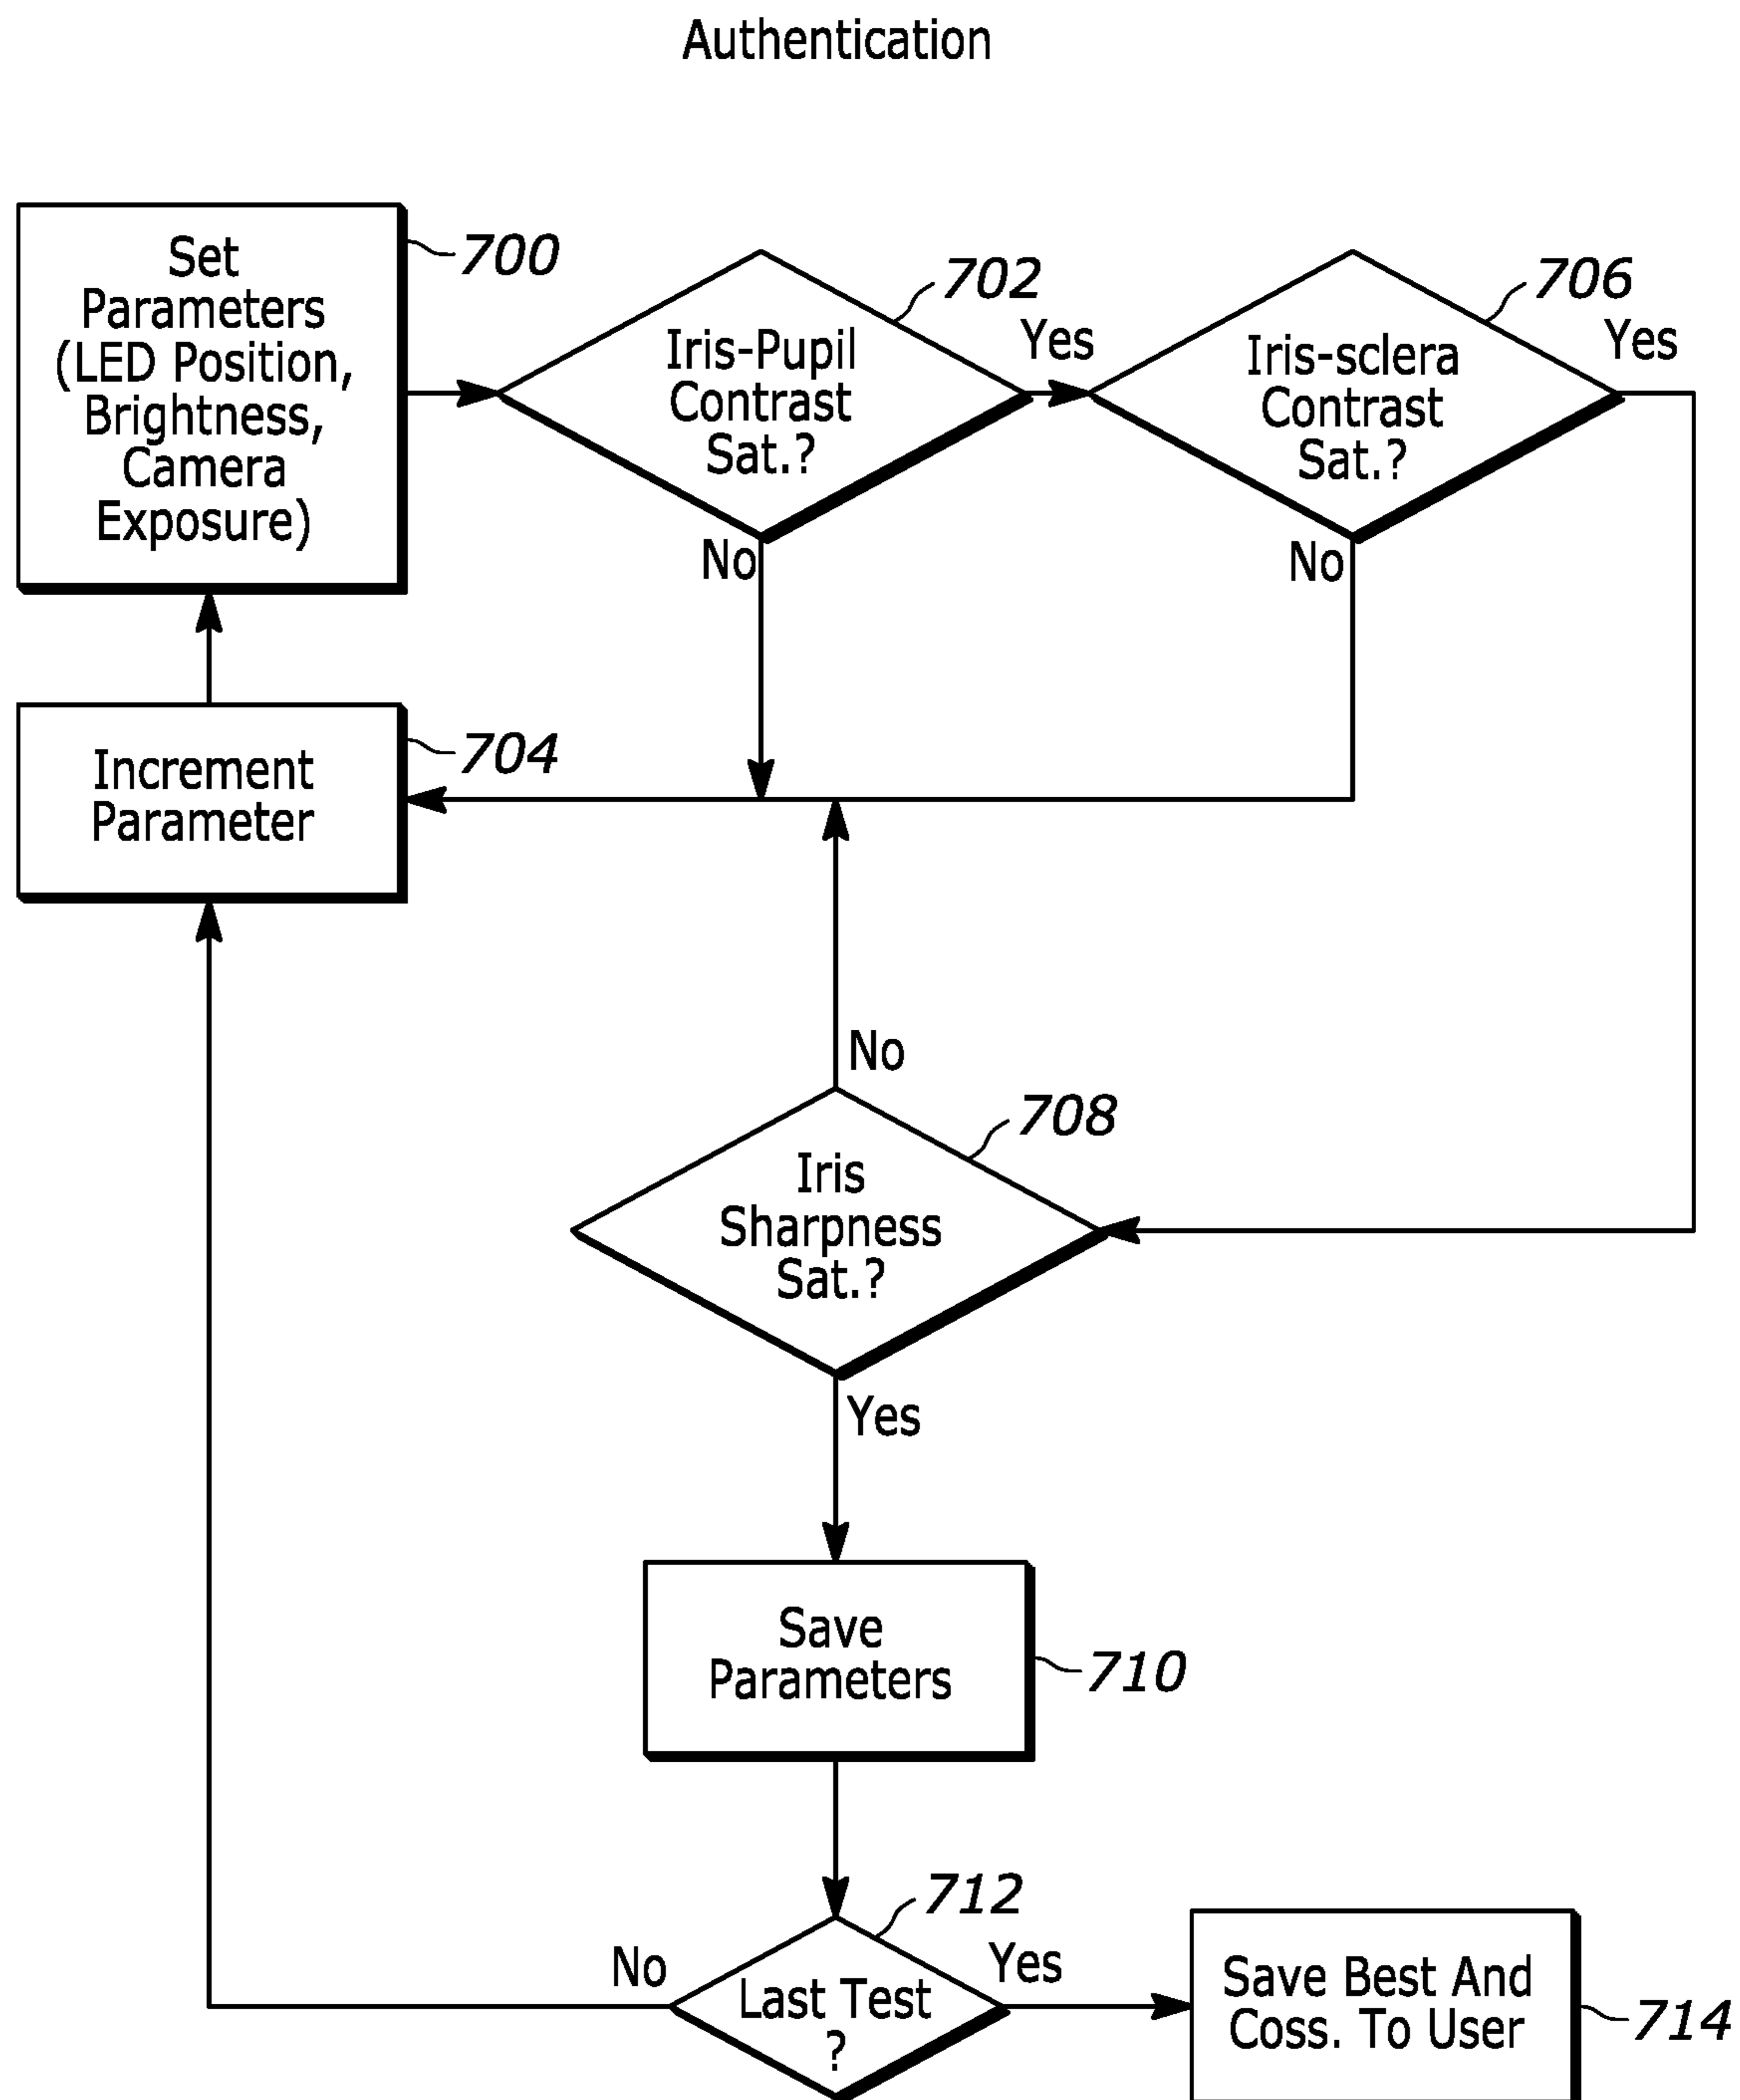 Authentication
Set
Parameters
(LED Position,
Brightness,
Camera
Exposure)
700
Iris-Pupil
Contrast
Sat.?
702
Yes
No
Iris-sclera
Contrast
Sat.?
706
Yes
No
Increment
Parameter
704
No
Iris
Sharpness
Sat.?
708
Yes
Save
Parameters
710
Last Test
?
712
No
Yes
Save Best And
Coss. To User
714